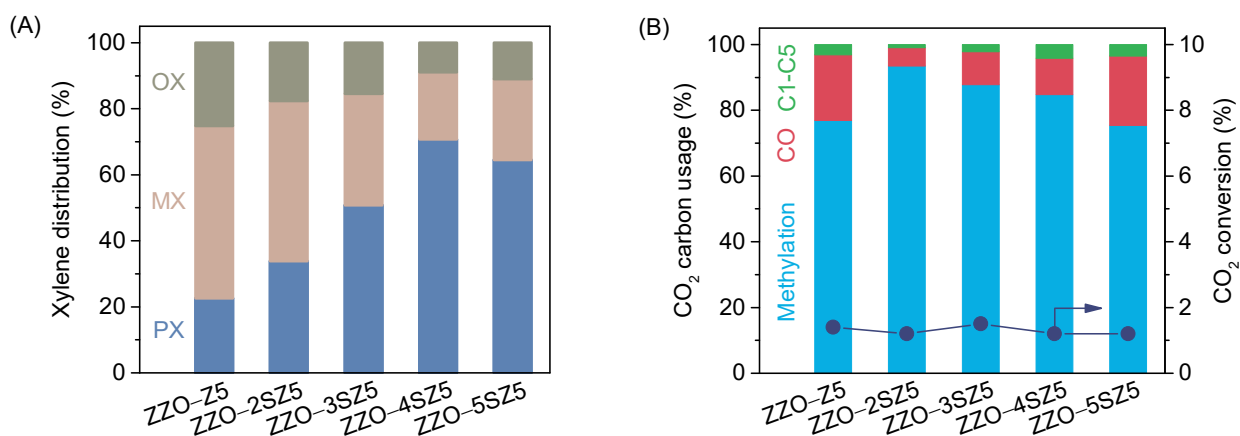 (A)
Xylene distribution (%)
100
80
60
40
20
0
OX
MX
PX
ZZO–Z5
ZZO–2SZ5
ZZO–3SZ5
ZZO–4SZ5
ZZO–5SZ5
(B)
CO₂ carbon usage (%)
100
80
60
40
20
0
C1-C5
CO
Methylation
10
8
6
4
2
0
CO₂ conversion (%)
ZZO–Z5
ZZO–2SZ5
ZZO–3SZ5
ZZO–4SZ5
ZZO–5SZ5